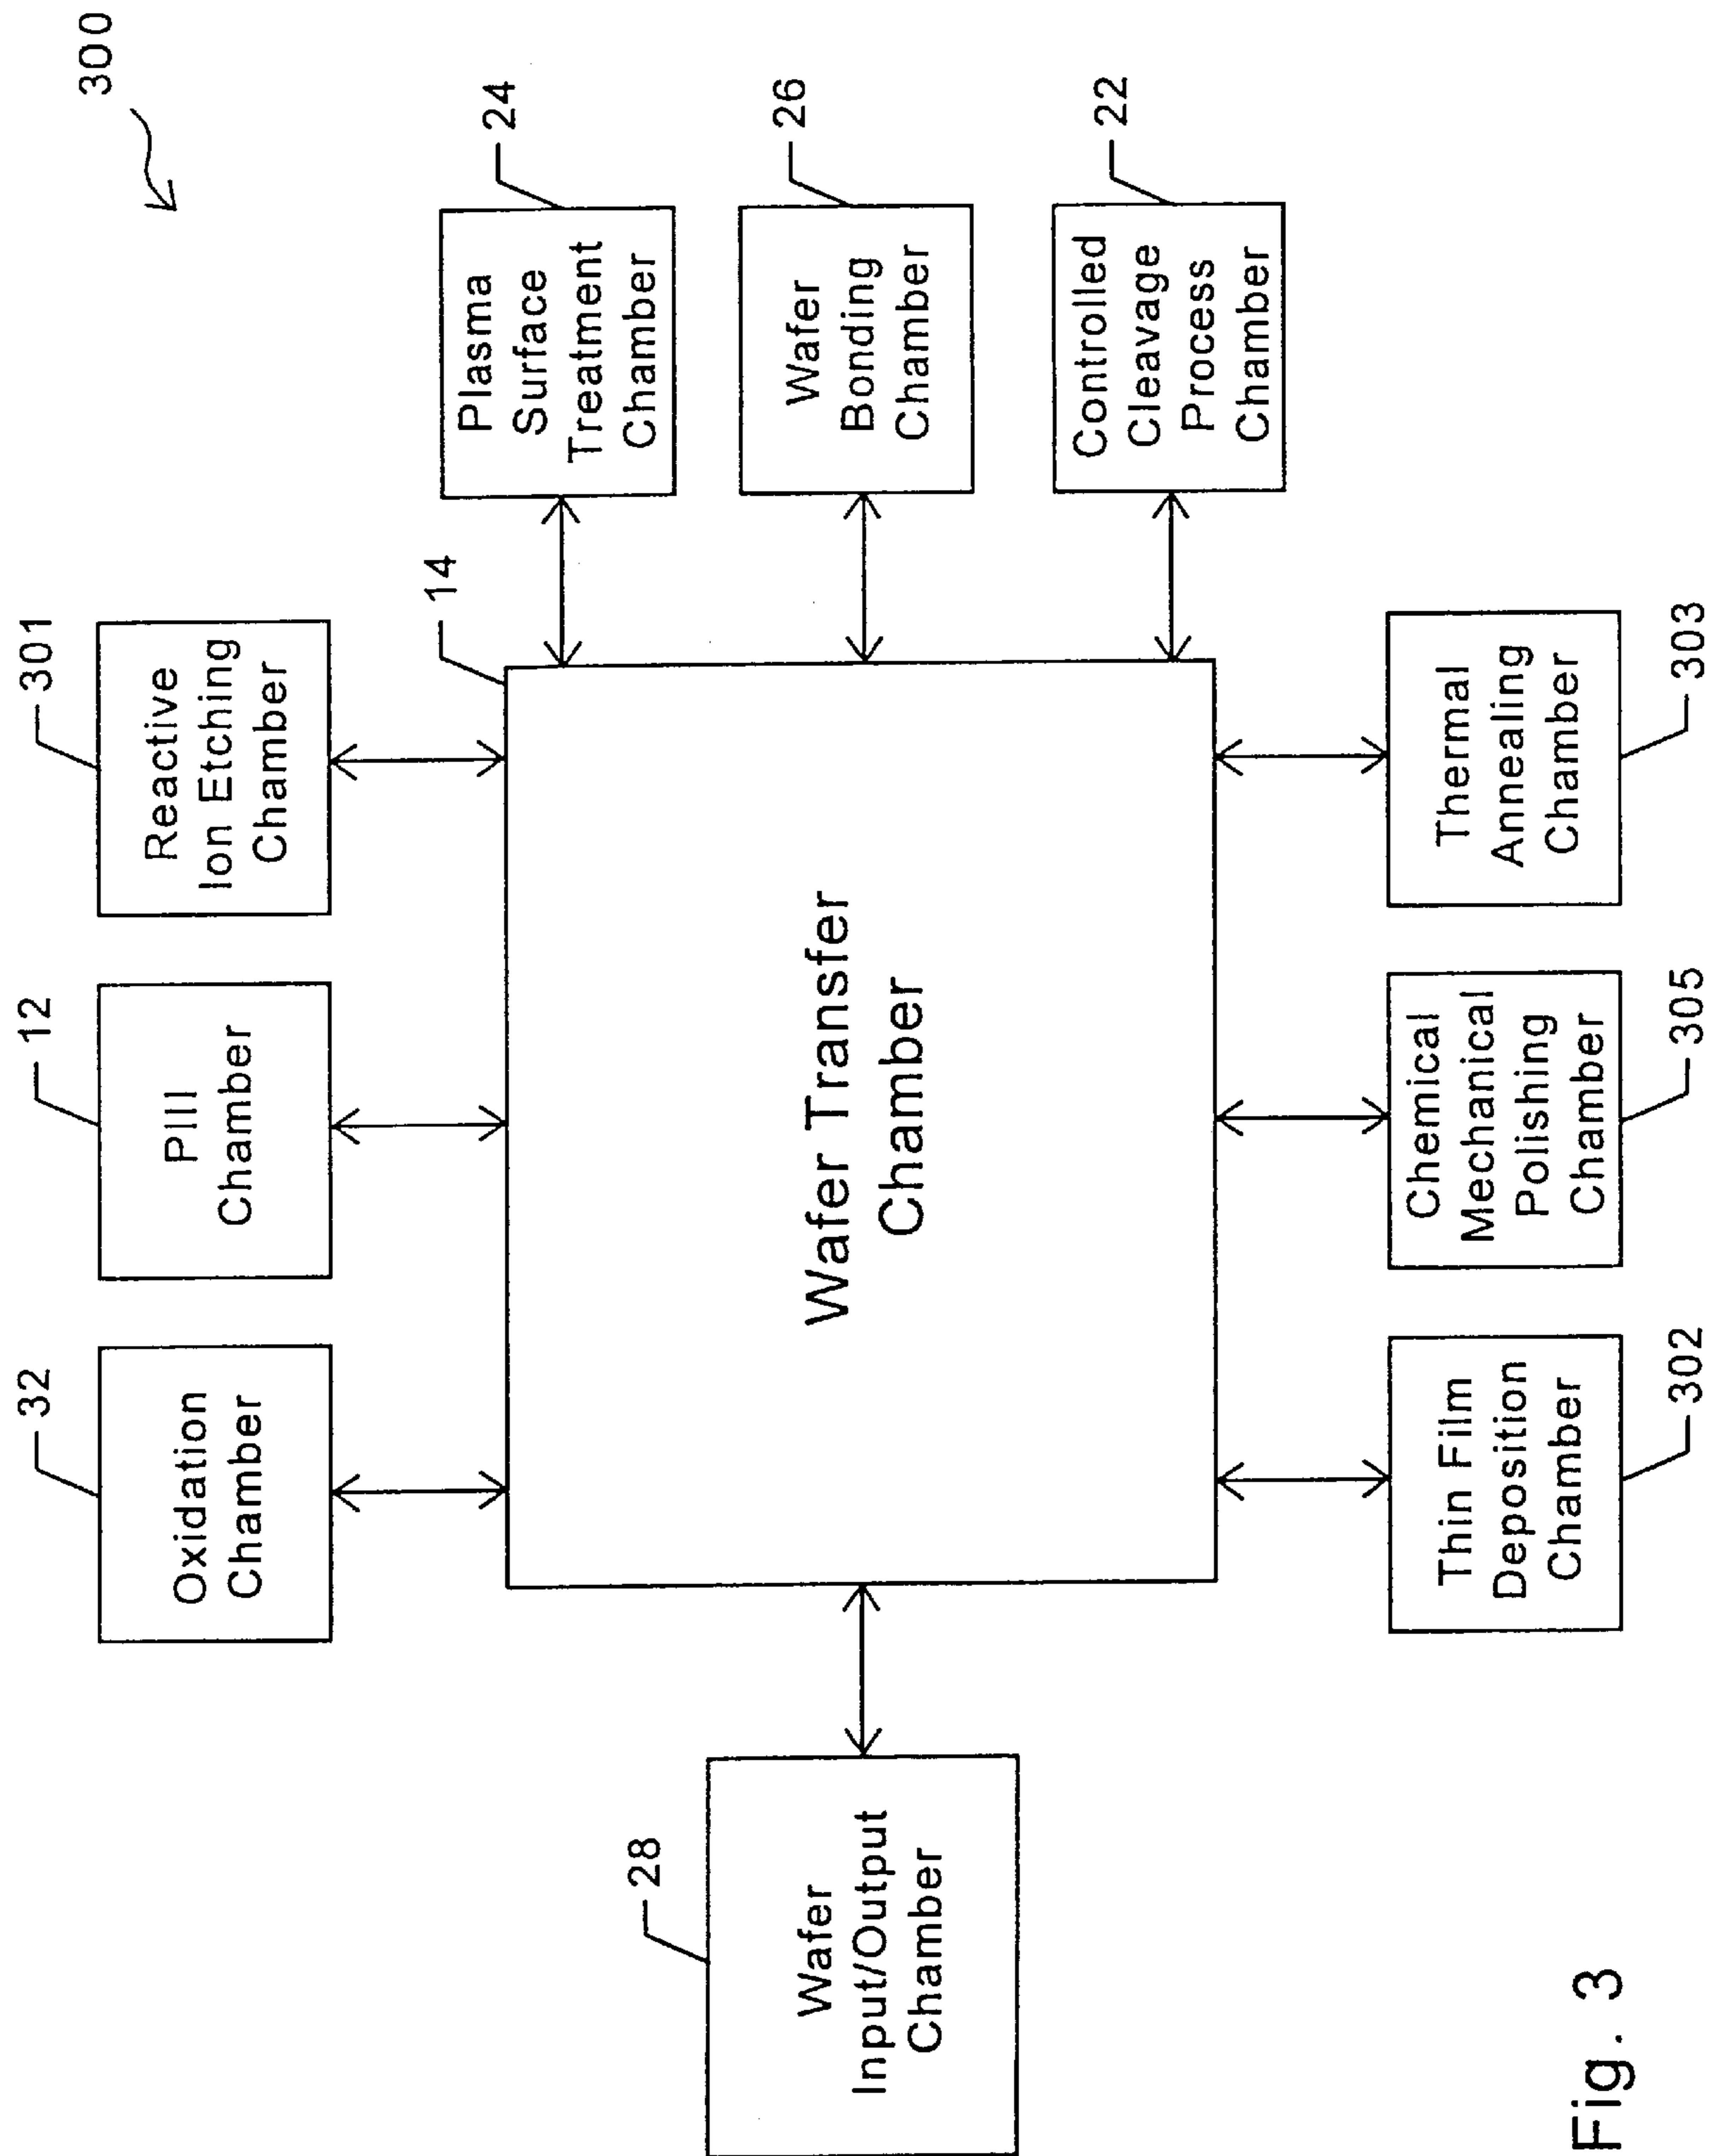 300
32
Oxidation
Chamber
12
PIII
Chamber
301
Reactive
Ion Etching
Chamber
14
Wafer Transfer
Chamber
28
Wafer
Input/Output
Chamber
24
Plasma
Surface
Treatment
Chamber
26
Wafer
Bonding
Chamber
22
Controlled
Cleavage
Process
Chamber
Thin Film
Deposition
Chamber
302
Chemical
Mechanical
Polishing
Chamber
305
Thermal
Annealing
Chamber
303
Fig. 3